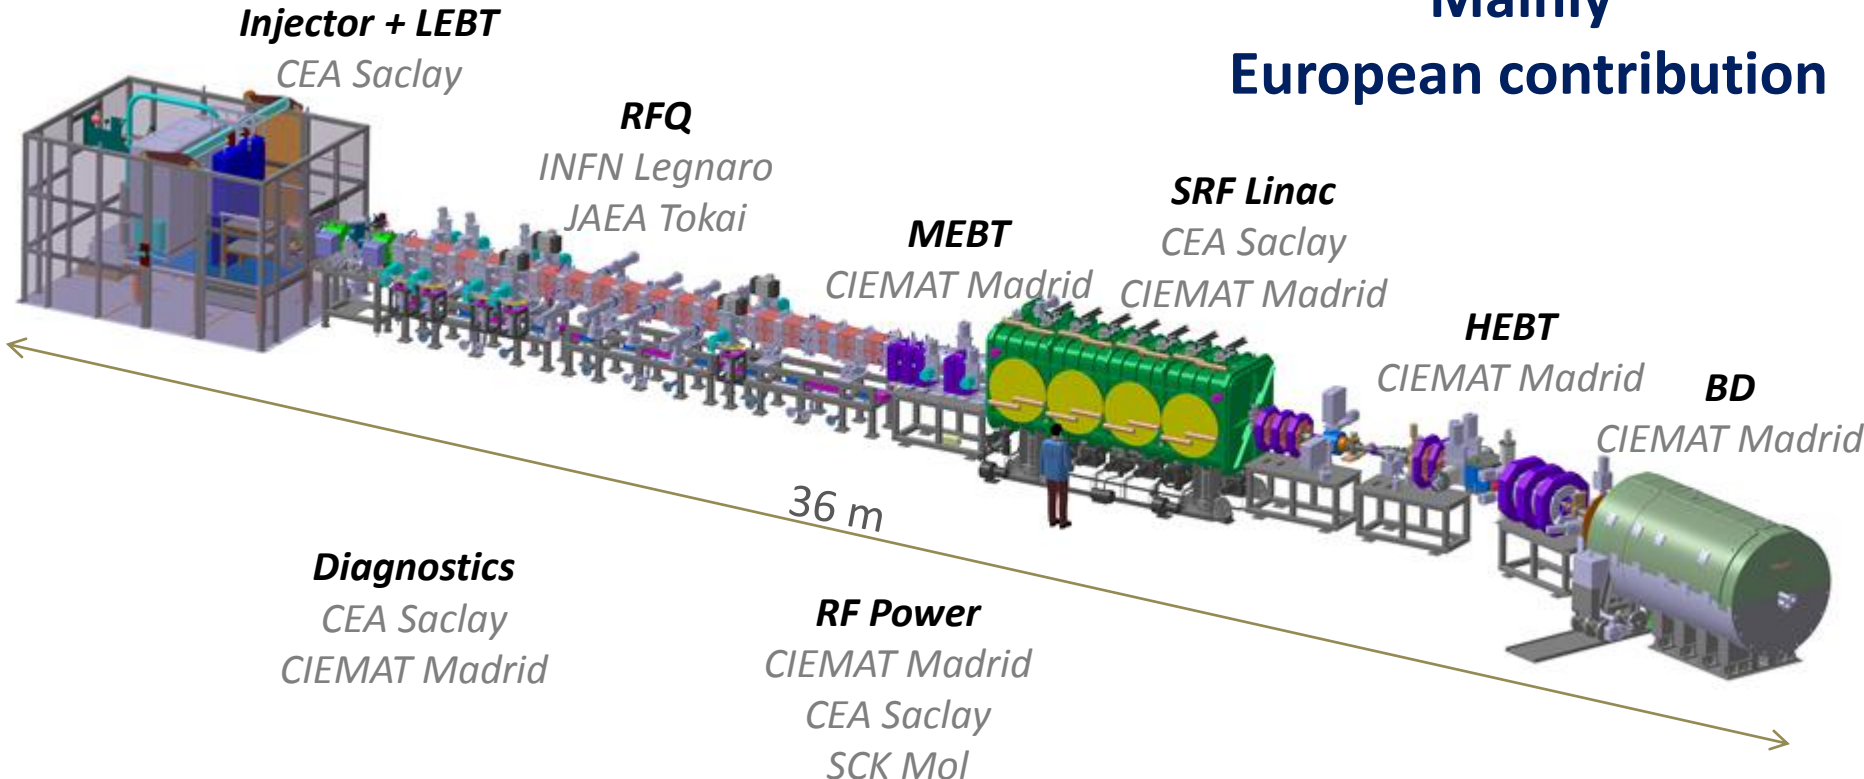 Mainly
European contribution
Injector + LEBT
CEA Saclay
RFQ
INFN Legnaro
JAEA Tokai
MEBT
CIEMAT Madrid
SRF Linac
CEA Saclay
CIEMAT Madrid
HEBT
CIEMAT Madrid
BD
CIEMAT Madrid
36 m
Diagnostics
CEA Saclay
CIEMAT Madrid
RF Power
CIEMAT Madrid
CEA Saclay
SCK Mol